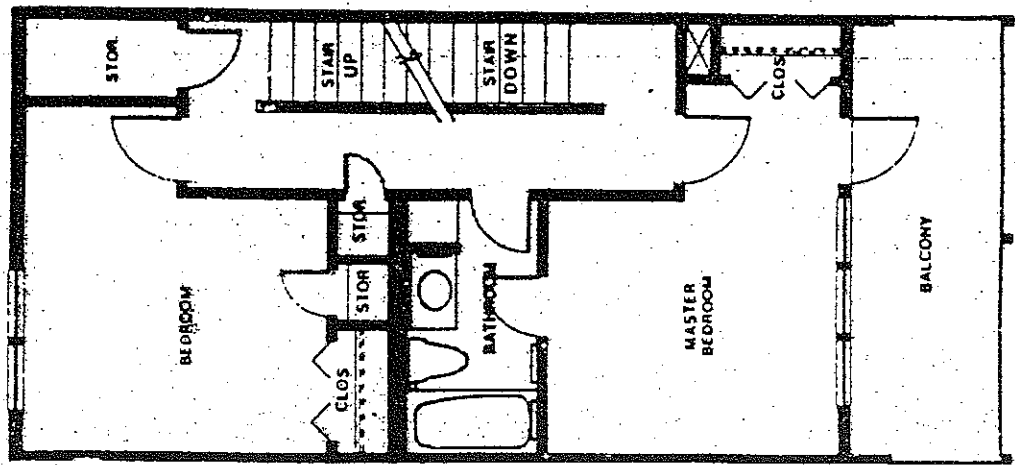 STOR.
STAIR
UP
STAIR
DOWN
CLOS
STOR.
STOR
BEDROOM
CLOS
BATHROOM
MASTER
BEDROOM
BALCONY